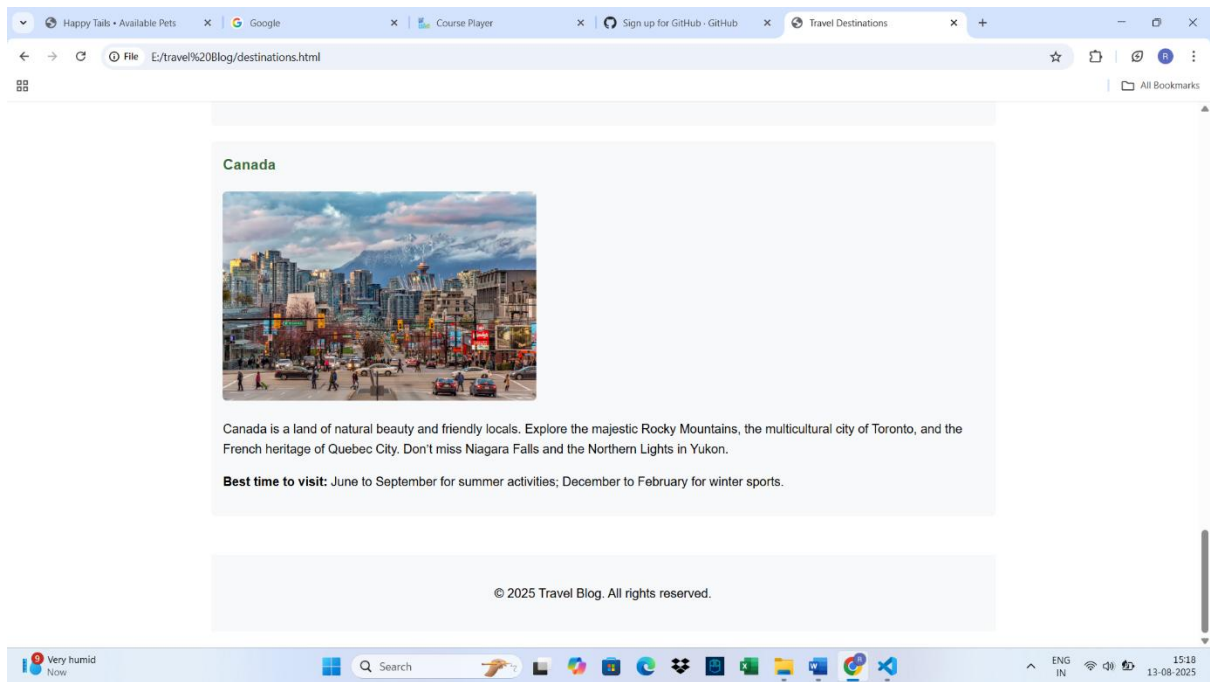 Happy Tails • Available Pets
Google
Course Player
Sign up for GitHub · GitHub
Travel Destinations
File E:/travel%20Blog/destinations.html
R
All Bookmarks
Canada
Canada is a land of natural beauty and friendly locals. Explore the majestic Rocky Mountains, the multicultural city of Toronto, and the
French heritage of Quebec City. Don't miss Niagara Falls and the Northern Lights in Yukon.
Best time to visit: June to September for summer activities; December to February for winter sports.
© 2025 Travel Blog. All rights reserved.
9
Very humid
Now
Search
ENG
IN
15:18
13-08-2025